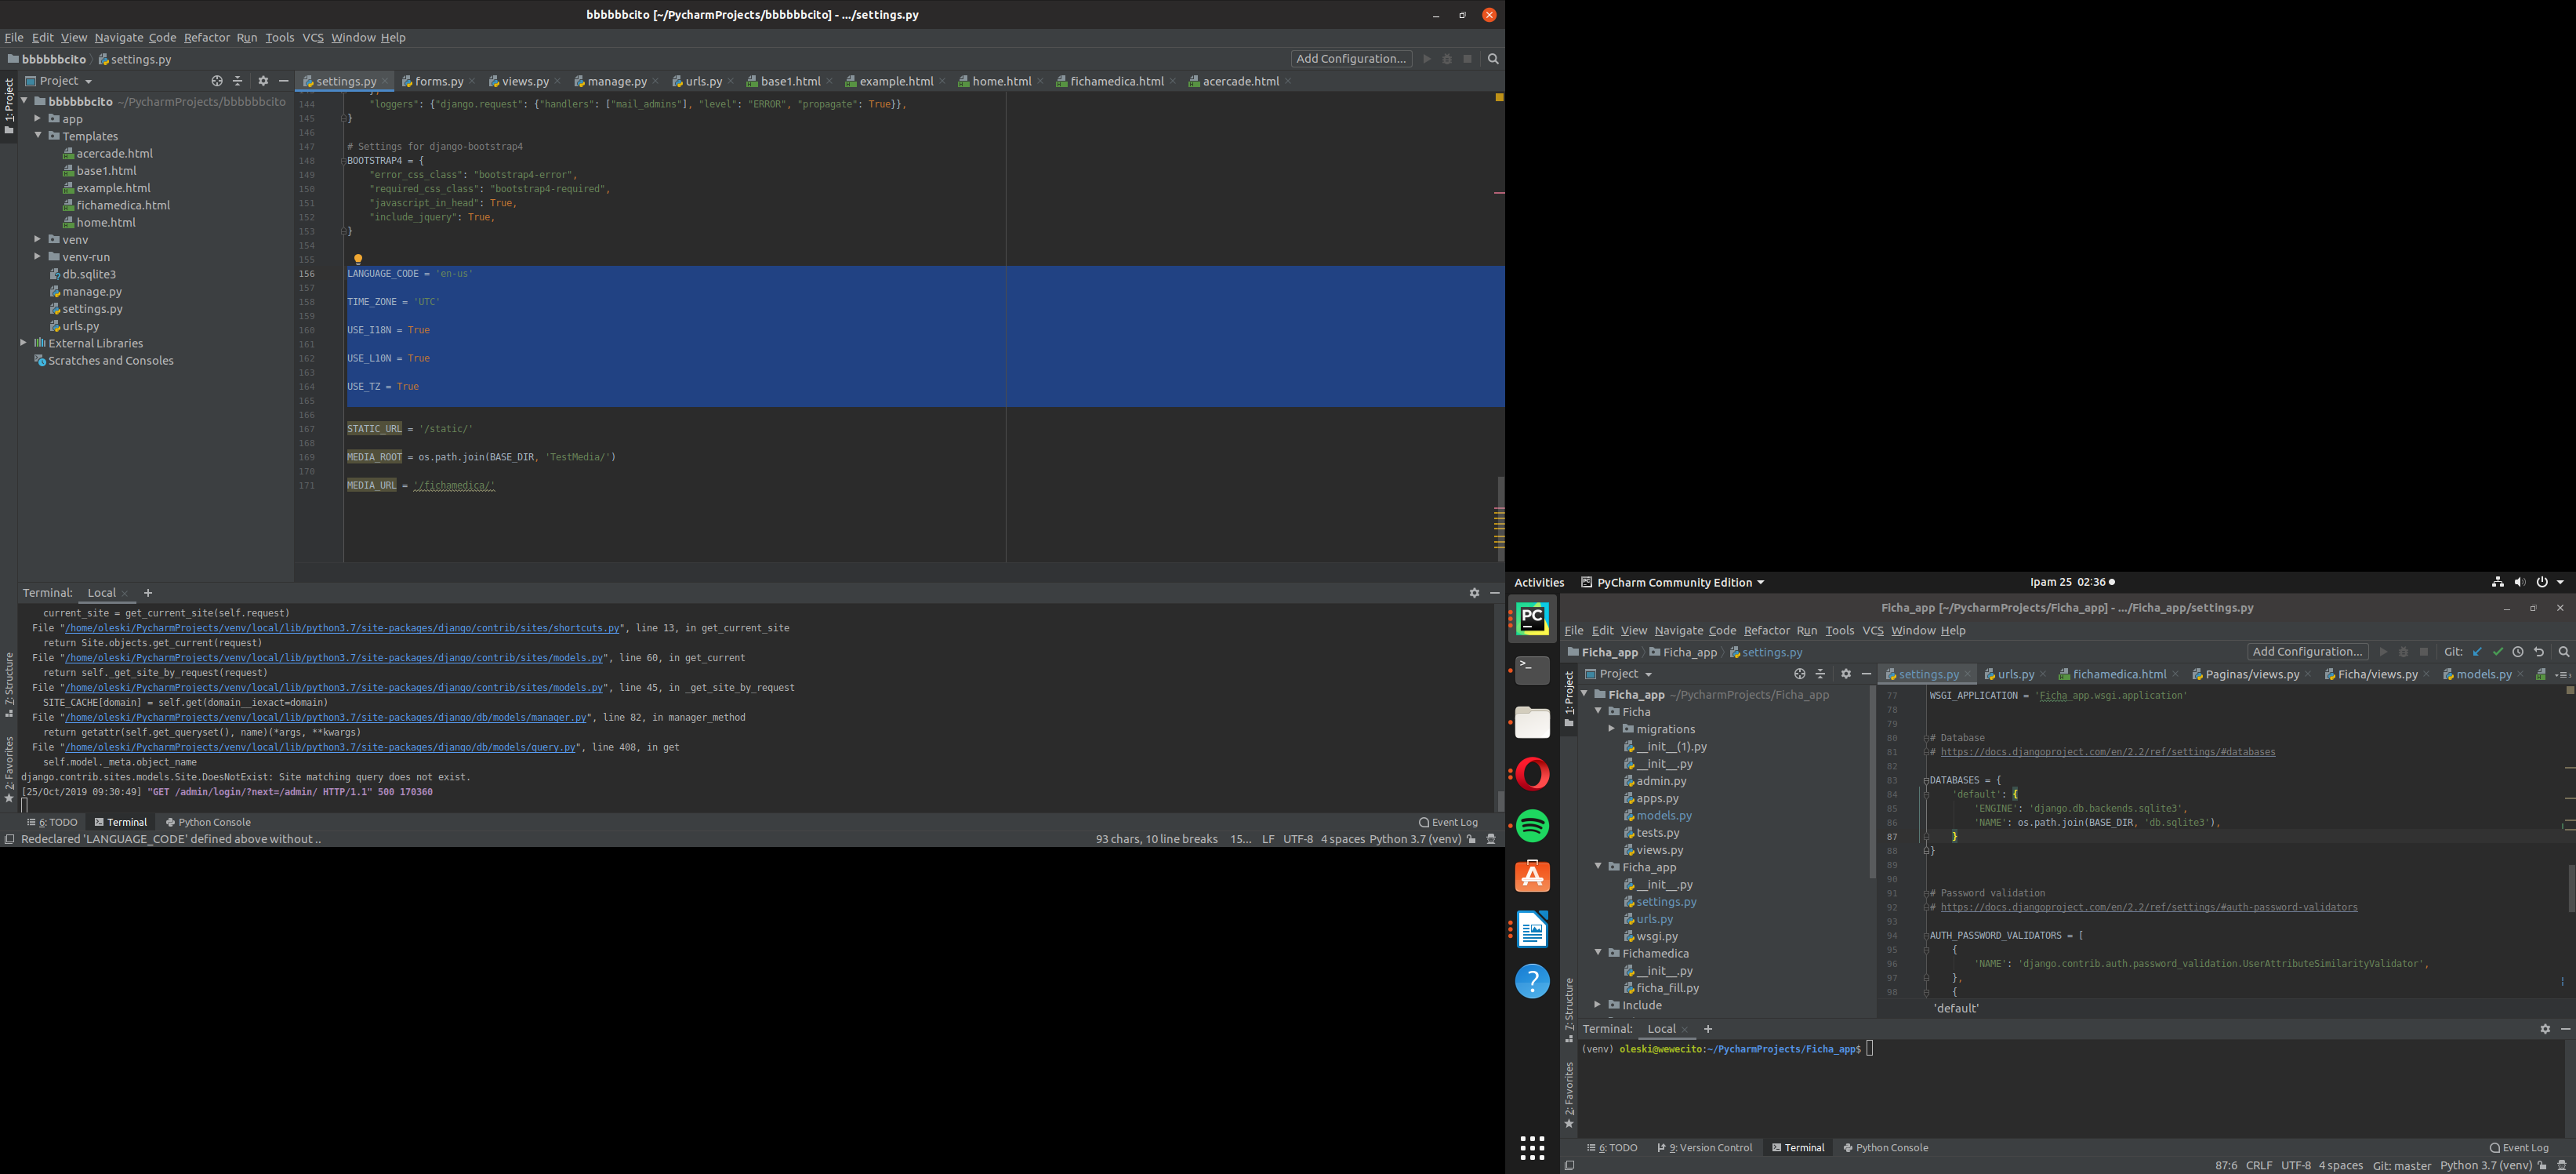 bbbbbbcito [~/PycharmProjects/bbbbbbcito] - .../settings.py
File Edit View Navigate Code Refactor Run Tools VCS Window Help
bbbbbbcito settings.py
Add Configuration...
Project
settings.py forms.py views.py manage.py urls.py base1.html example.html home.html fichamedica.html acercade.html
1: Project
bbbbbbcito ~/PycharmProjects/bbbbbbcito
app
Templates
acercade.html
base1.html
example.html
fichamedica.html
home.html
venv
venv-run
db.sqlite3
manage.py
settings.py
urls.py
External Libraries
Scratches and Consoles
144 "loggers": {"django.request": {"handlers": ["mail_admins"], "level": "ERROR", "propagate": True}},
145 }
146
147 # Settings for django-bootstrap4
148 BOOTSTRAP4 = {
149 "error_css_class": "bootstrap4-error",
150 "required_css_class": "bootstrap4-required",
151 "javascript_in_head": True,
152 "include_jquery": True,
153 }
154
155
156 LANGUAGE_CODE = 'en-us'
157
158 TIME_ZONE = 'UTC'
159
160 USE_I18N = True
161
162 USE_L10N = True
163
164 USE_TZ = True
165
166
167 STATIC_URL = '/static/'
168
169 MEDIA_ROOT = os.path.join(BASE_DIR, 'TestMedia/')
170
171 MEDIA_URL = '/fichamedica/'
7: Structure
2: Favorites
Terminal: Local +
current_site = get_current_site(self.request)
File "/home/oleski/PycharmProjects/venv/local/lib/python3.7/site-packages/django/contrib/sites/shortcuts.py", line 13, in get_current_site
return Site.objects.get_current(request)
File "/home/oleski/PycharmProjects/venv/local/lib/python3.7/site-packages/django/contrib/sites/models.py", line 60, in get_current
return self._get_site_by_request(request)
File "/home/oleski/PycharmProjects/venv/local/lib/python3.7/site-packages/django/contrib/sites/models.py", line 45, in _get_site_by_request
SITE_CACHE[domain] = self.get(domain__iexact=domain)
File "/home/oleski/PycharmProjects/venv/local/lib/python3.7/site-packages/django/db/models/manager.py", line 82, in manager_method
return getattr(self.get_queryset(), name)(*args, **kwargs)
File "/home/oleski/PycharmProjects/venv/local/lib/python3.7/site-packages/django/db/models/query.py", line 408, in get
self.model._meta.object_name
django.contrib.sites.models.Site.DoesNotExist: Site matching query does not exist.
[25/Oct/2019 09:30:49] "GET /admin/login/?next=/admin/ HTTP/1.1" 500 170360
6: TODO Terminal Python Console Event Log
Redeclared 'LANGUAGE_CODE' defined above without .. 93 chars, 10 line breaks 15... LF UTF-8 4 spaces Python 3.7 (venv)
Activities PyCharm Community Edition Ipam 25 02:36
Ficha_app [~/PycharmProjects/Ficha_app] - .../Ficha_app/settings.py
File Edit View Navigate Code Refactor Run Tools VCS Window Help
Ficha_app Ficha_app settings.py
Add Configuration... Git:
Project
settings.py urls.py fichamedica.html Paginas/views.py Ficha/views.py models.py
1: Project
Ficha_app ~/PycharmProjects/Ficha_app
Ficha
migrations
__init__(1).py
__init__.py
admin.py
apps.py
models.py
tests.py
views.py
Ficha_app
__init__.py
settings.py
urls.py
wsgi.py
Fichamedica
__init__.py
ficha_fill.py
Include
77 WSGI_APPLICATION = 'Ficha_app.wsgi.application'
78
79
80 # Database
81 # https://docs.djangoproject.com/en/2.2/ref/settings/#databases
82
83 DATABASES = {
84 'default': {
85 'ENGINE': 'django.db.backends.sqlite3',
86 'NAME': os.path.join(BASE_DIR, 'db.sqlite3'),
87 }
88 }
89
90
91 # Password validation
92 # https://docs.djangoproject.com/en/2.2/ref/settings/#auth-password-validators
93
94 AUTH_PASSWORD_VALIDATORS = [
95 {
96 'NAME': 'django.contrib.auth.password_validation.UserAttributeSimilarityValidator',
97 },
98 {
'default'
7: Structure
2: Favorites
Terminal: Local +
(venv) oleski@wewecito:~/PycharmProjects/Ficha_app$
6: TODO 9: Version Control Terminal Python Console Event Log
87:6 CRLF UTF-8 4 spaces Git: master Python 3.7 (venv)